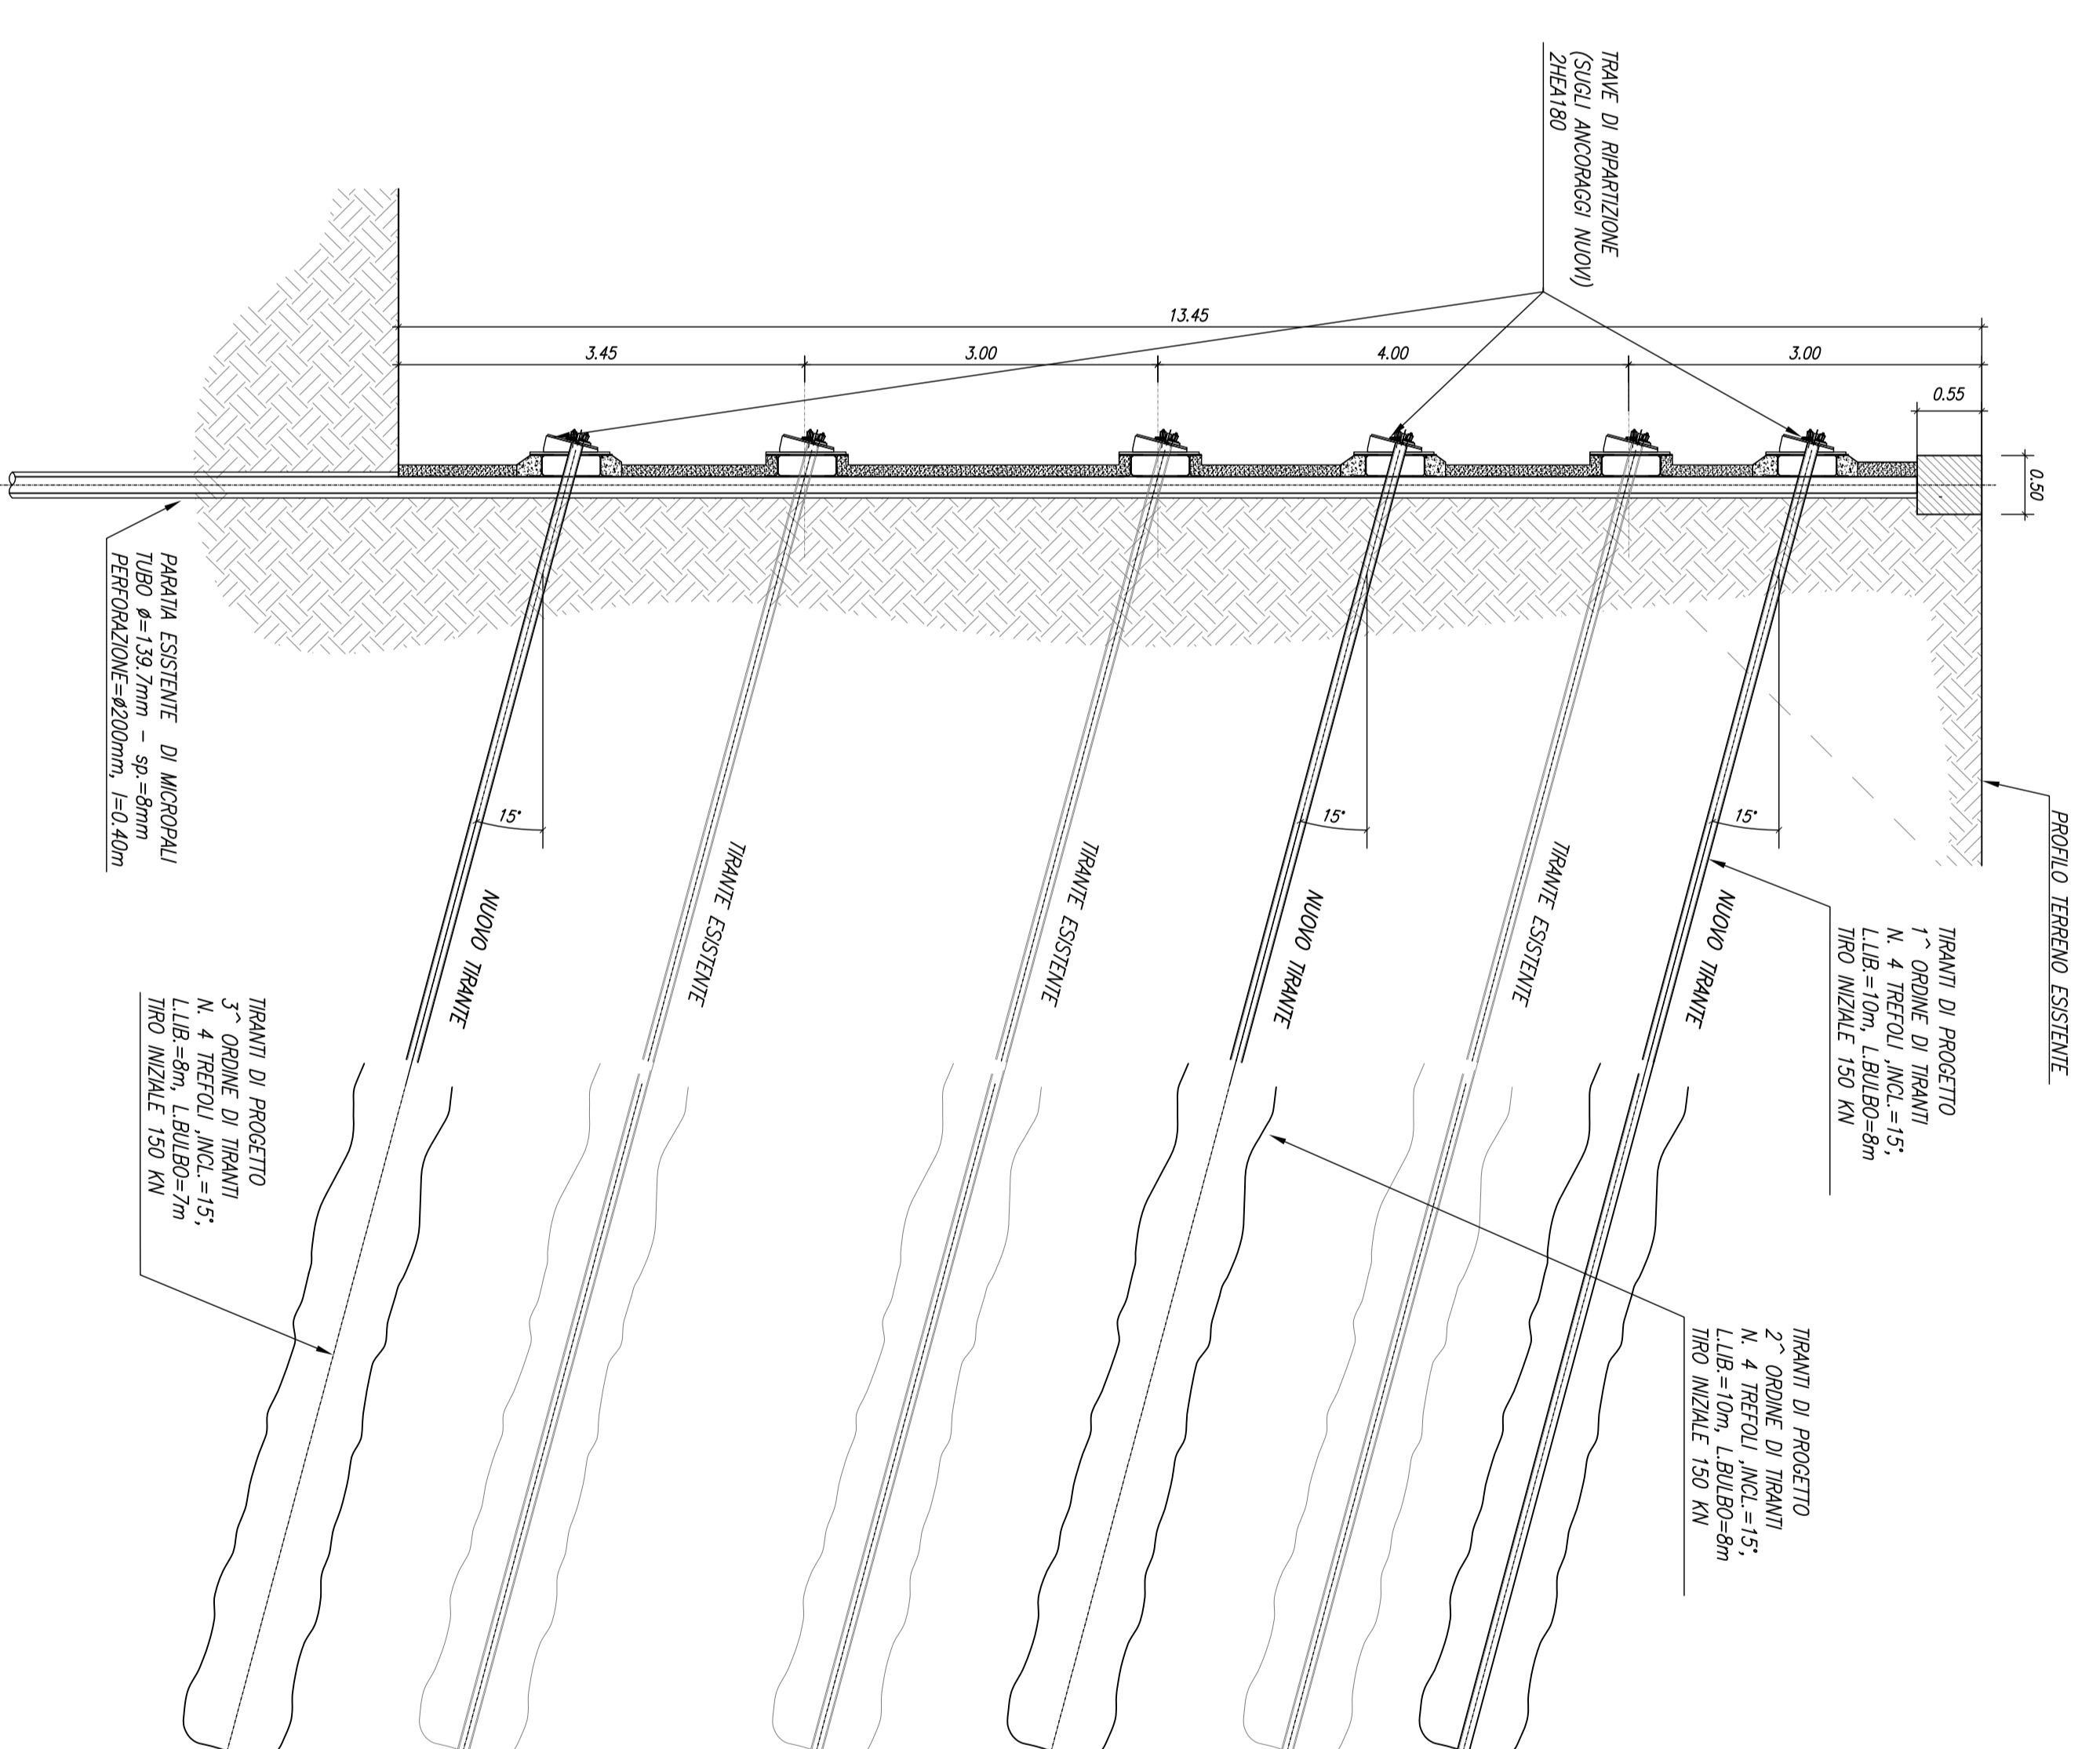 PROFILO TERRENO ESISTENTE
0.50
TIRANTI DI PROGETTO
1^ ORDINE DI TIRANTI
N. 4 TREFOLI ,INCL.=15°,
L.LIB.=10m, L.BULBO=8m
TIRO INIZIALE 150 KN
0.55
3.00
4.00
3.00
3.45
13.45
TRAVE DI RIPARTIZIONE
(SUGLI ANCORAGGI NUOVI)
2HEA180
15°
NUOVO TIRANTE
TIRANTE ESISTENTE
TIRANTI DI PROGETTO
2^ ORDINE DI TIRANTI
N. 4 TREFOLI ,INCL.=15°,
L.LIB.=10m, L.BULBO=8m
TIRO INIZIALE 150 KN
15°
NUOVO TIRANTE
TIRANTE ESISTENTE
TIRANTE ESISTENTE
15°
NUOVO TIRANTE
TIRANTI DI PROGETTO
3^ ORDINE DI TIRANTI
N. 4 TREFOLI ,INCL.=15°,
L.LIB.=8m, L.BULBO=7m
TIRO INIZIALE 150 KN
PARATIA ESISTENTE DI MICROPALI
TUBO ø=139.7mm - sp.=8mm
PERFORAZIONE=ø200mm, I=0.40m